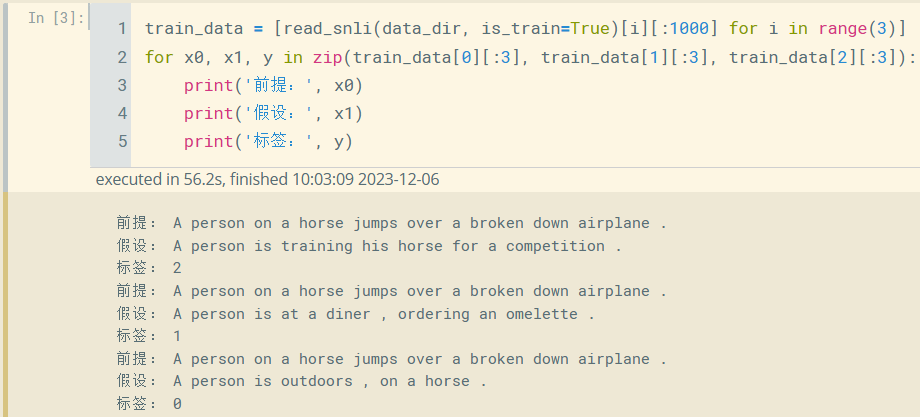 In [3]:
1 train_data = [read_snli(data_dir, is_train=True)[i][:1000] for i in range(3)]
2 for x0, x1, y in zip(train_data[0][:3], train_data[1][:3], train_data[2][:3]):
3     print('前提：', x0)
4     print('假设：', x1)
5     print('标签：', y)
executed in 56.2s, finished 10:03:09 2023-12-06
前提： A person on a horse jumps over a broken down airplane .
假设： A person is training his horse for a competition .
标签： 2
前提： A person on a horse jumps over a broken down airplane .
假设： A person is at a diner , ordering an omelette .
标签： 1
前提： A person on a horse jumps over a broken down airplane .
假设： A person is outdoors , on a horse .
标签： 0